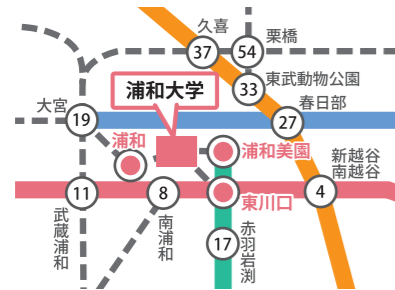 久喜
栗橋
37
54
浦和大学
33
東武動物公園
大宮
春日部
19
27
浦和
浦和美園
新越谷
南越谷
11
8
東川口
4
武蔵浦和
南浦和
17
赤羽岩渕